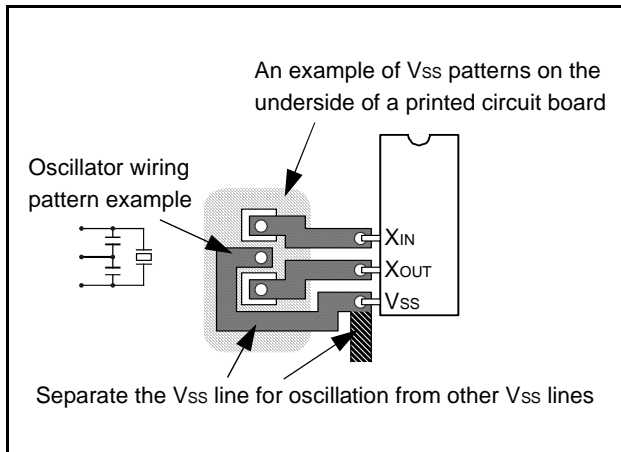 An example of VSS patterns on the
underside of a printed circuit board
Oscillator wiring
pattern example
XIN
XOUT
VSS
Separate the VSS line for oscillation from other VSS lines